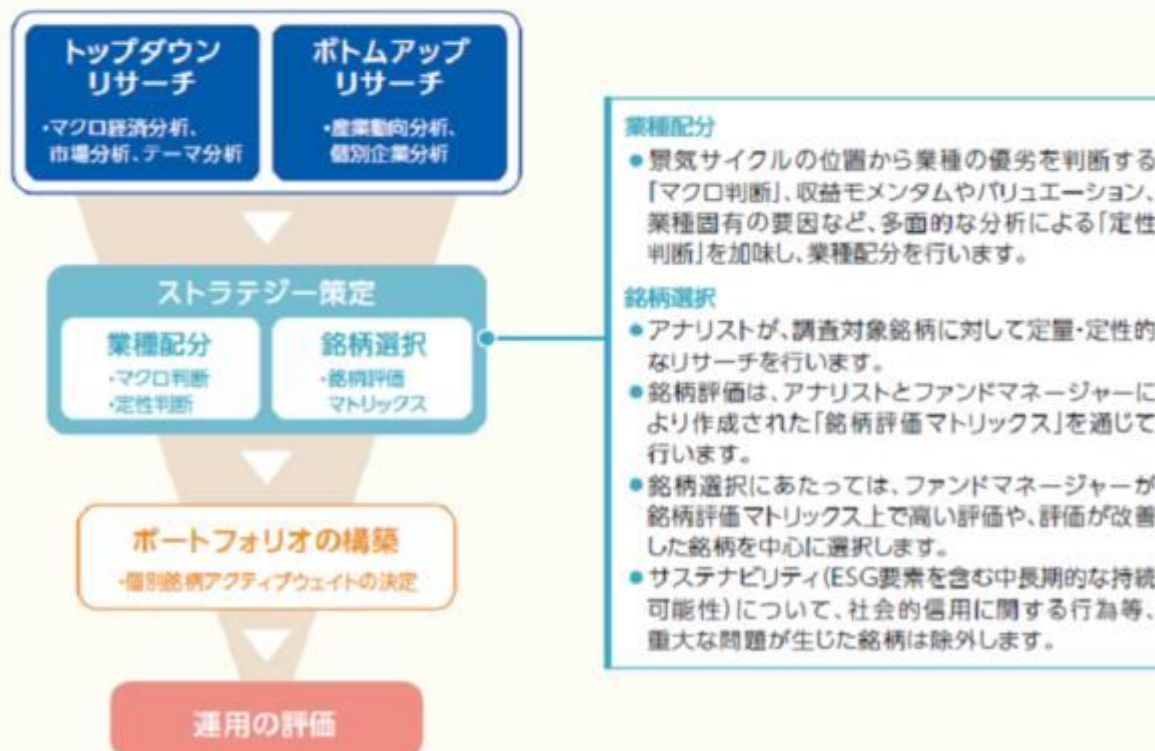 トップダウン
リサーチ
・マクロ経済分析、
市場分析、テーマ分析
ボトムアップ
リサーチ
・産業動向分析、
個別企業分析
ストラテジー策定
業種配分
・マクロ判断
・定性判断
銘柄選択
・銘柄評価
マトリックス
ポートフォリオの構築
・個別銘柄アクティブウェイトの決定
運用の評価
業種配分
●景気サイクルの位置から業種の優劣を判断する
「マクロ判断」、収益モメンタムやバリュエーション、
業種固有の要因など、多面的な分析による「定性
判断」を加味し、業種配分を行います。
銘柄選択
●アナリストが、調査対象銘柄に対して定量・定性的
なリサーチを行います。
●銘柄評価は、アナリストとファンドマネージャーに
より作成された「銘柄評価マトリックス」を通じて
行います。
●銘柄選択にあたっては、ファンドマネージャーが
銘柄評価マトリックス上で高い評価や、評価が改善
した銘柄を中心に選択します。
●サステナビリティ(ESG要素を含む中長期的な持続
可能性)について、社会的信用に関する行為等、
重大な問題が生じた銘柄は除外します。